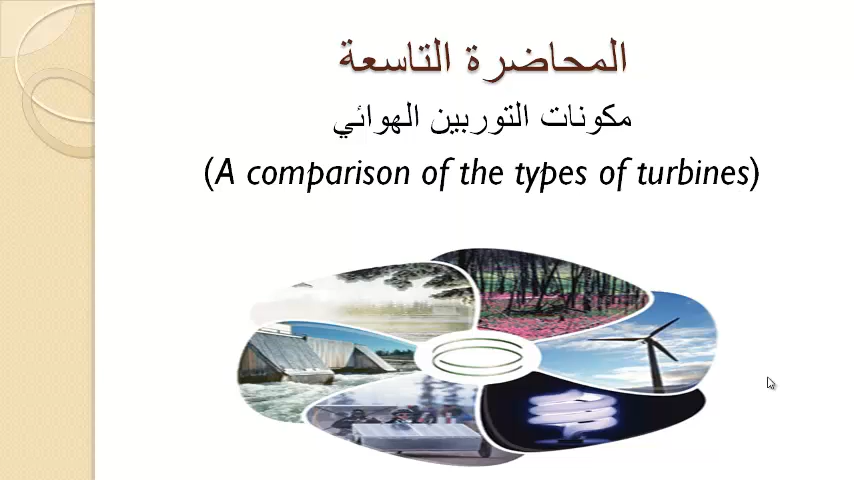 المحاضرة التاسعة
مكونات التوربين الهوائي
(A comparison of the types of turbines)